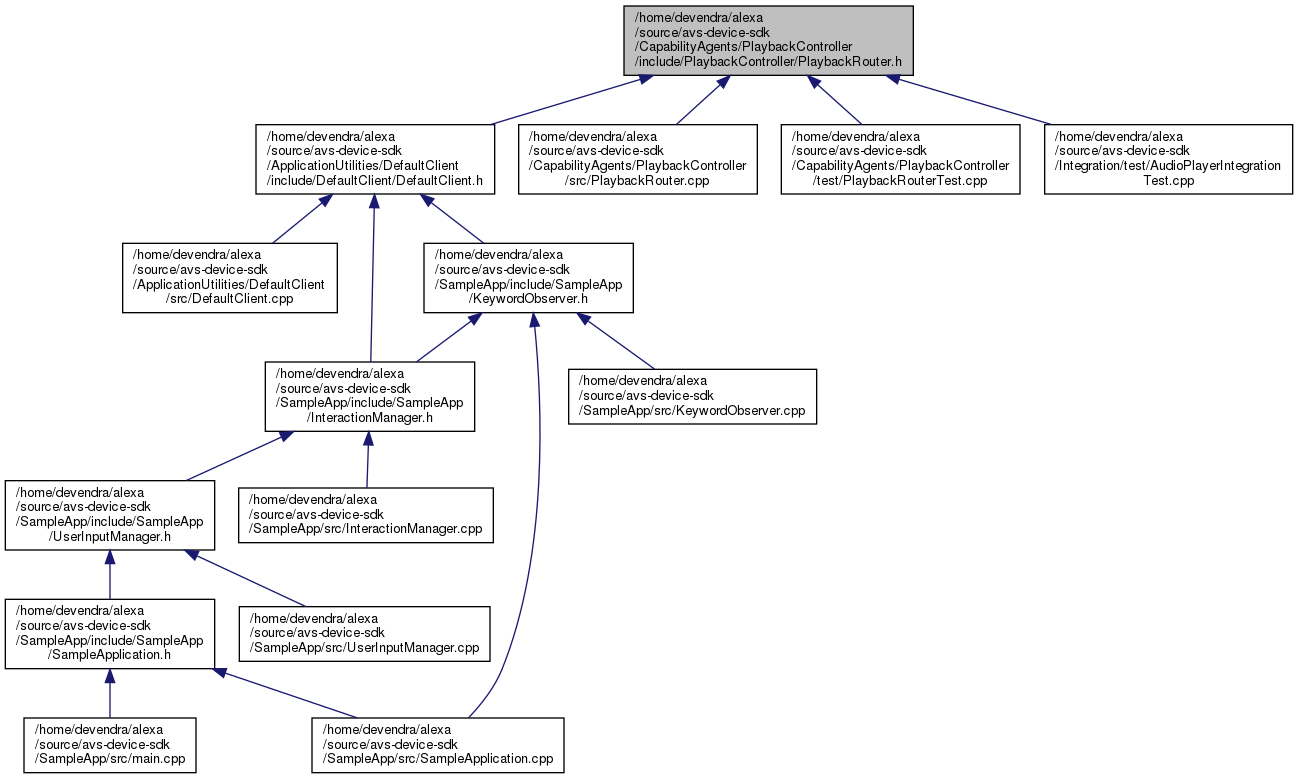 /home/devendra/alexa
/source/avs-device-sdk
/CapabilityAgents/PlaybackController
/include/PlaybackController/PlaybackRouter.h
/home/devendra/alexa
/source/avs-device-sdk
/ApplicationUtilities/DefaultClient
/include/DefaultClient/DefaultClient.h
/home/devendra/alexa
/source/avs-device-sdk
/CapabilityAgents/PlaybackController
/src/PlaybackRouter.cpp
/home/devendra/alexa
/source/avs-device-sdk
/CapabilityAgents/PlaybackController
/test/PlaybackRouterTest.cpp
/home/devendra/alexa
/source/avs-device-sdk
/Integration/test/AudioPlayerIntegration
Test.cpp
/home/devendra/alexa
/source/avs-device-sdk
/ApplicationUtilities/DefaultClient
/src/DefaultClient.cpp
/home/devendra/alexa
/source/avs-device-sdk
/SampleApp/include/SampleApp
/KeywordObserver.h
/home/devendra/alexa
/source/avs-device-sdk
/SampleApp/include/SampleApp
/InteractionManager.h
/home/devendra/alexa
/source/avs-device-sdk
/SampleApp/src/KeywordObserver.cpp
/home/devendra/alexa
/source/avs-device-sdk
/SampleApp/include/SampleApp
/UserInputManager.h
/home/devendra/alexa
/source/avs-device-sdk
/SampleApp/src/InteractionManager.cpp
/home/devendra/alexa
/source/avs-device-sdk
/SampleApp/include/SampleApp
/SampleApplication.h
/home/devendra/alexa
/source/avs-device-sdk
/SampleApp/src/UserInputManager.cpp
/home/devendra/alexa
/source/avs-device-sdk
/SampleApp/src/main.cpp
/home/devendra/alexa
/source/avs-device-sdk
/SampleApp/src/SampleApplication.cpp